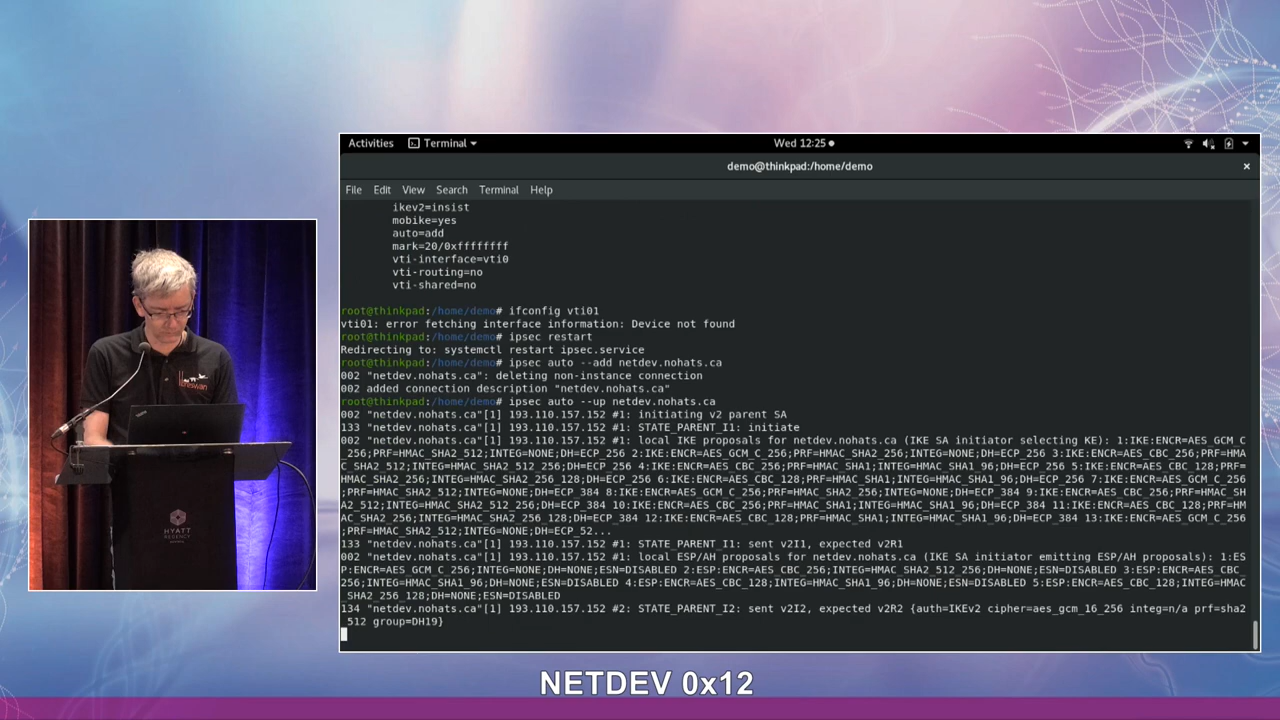 Activities Terminal Wed 12:25
demo@thinkpad:/home/demo
File Edit View Search Terminal Help
ikev2=insist
mobike=yes
auto=add
mark=20/0xffffffff
vti-interface=vti0
vti-routing=no
vti-shared=no
root@thinkpad:/home/demo# ifconfig vti01
vti01: error fetching interface information: Device not found
root@thinkpad:/home/demo# ipsec restart
Redirecting to: systemctl restart ipsec.service
root@thinkpad:/home/demo# ipsec auto --add netdev.nohats.ca
002 "netdev.nohats.ca": deleting non-instance connection
002 added connection description "netdev.nohats.ca"
root@thinkpad:/home/demo# ipsec auto --up netdev.nohats.ca
002 "netdev.nohats.ca"[1] 193.110.157.152 #1: initiating v2 parent SA
133 "netdev.nohats.ca"[1] 193.110.157.152 #1: STATE_PARENT_I1: initiate
002 "netdev.nohats.ca"[1] 193.110.157.152 #1: local IKE proposals for netdev.nohats.ca (IKE SA initiator selecting KE): 1:IKE:ENCR=AES_GCM_C
_256;PRF=HMAC_SHA2_512;INTEG=NONE;DH=ECP_256 2:IKE:ENCR=AES_GCM_C_256;PRF=HMAC_SHA2_256;INTEG=NONE;DH=ECP_256 3:IKE:ENCR=AES_CBC_256;PRF=HMA
C_SHA2_512;INTEG=HMAC_SHA2_512_256;DH=ECP_256 4:IKE:ENCR=AES_CBC_256;PRF=HMAC_SHA1;INTEG=HMAC_SHA1_96;DH=ECP_256 5:IKE:ENCR=AES_CBC_128;PRF=
HMAC_SHA2_256;INTEG=HMAC_SHA2_256_128;DH=ECP_256 6:IKE:ENCR=AES_CBC_128;PRF=HMAC_SHA1;INTEG=HMAC_SHA1_96;DH=ECP_256 7:IKE:ENCR=AES_GCM_C_256
;PRF=HMAC_SHA2_512;INTEG=NONE;DH=ECP_384 8:IKE:ENCR=AES_GCM_C_256;PRF=HMAC_SHA2_256;INTEG=NONE;DH=ECP_384 9:IKE:ENCR=AES_CBC_256;PRF=HMAC_SH
A2_512;INTEG=HMAC_SHA2_512_256;DH=ECP_384 10:IKE:ENCR=AES_CBC_256;PRF=HMAC_SHA1;INTEG=HMAC_SHA1_96;DH=ECP_384 11:IKE:ENCR=AES_CBC_128;PRF=HM
AC_SHA2_256;INTEG=HMAC_SHA2_256_128;DH=ECP_384 12:IKE:ENCR=AES_CBC_128;PRF=HMAC_SHA1;INTEG=HMAC_SHA1_96;DH=ECP_384 13:IKE:ENCR=AES_GCM_C_256
;PRF=HMAC_SHA2_512;INTEG=NONE;DH=ECP_52...
133 "netdev.nohats.ca"[1] 193.110.157.152 #1: STATE_PARENT_I1: sent v2I1, expected v2R1
002 "netdev.nohats.ca"[1] 193.110.157.152 #1: local ESP/AH proposals for netdev.nohats.ca (IKE SA initiator emitting ESP/AH proposals): 1:ES
P:ENCR=AES_GCM_C_256;INTEG=NONE;DH=NONE;ESN=DISABLED 2:ESP:ENCR=AES_CBC_256;INTEG=HMAC_SHA2_512_256;DH=NONE;ESN=DISABLED 3:ESP:ENCR=AES_CBC_
256;INTEG=HMAC_SHA1_96;DH=NONE;ESN=DISABLED 4:ESP:ENCR=AES_CBC_128;INTEG=HMAC_SHA1_96;DH=NONE;ESN=DISABLED 5:ESP:ENCR=AES_CBC_128;INTEG=HMAC
_SHA2_256_128;DH=NONE;ESN=DISABLED
134 "netdev.nohats.ca"[1] 193.110.157.152 #2: STATE_PARENT_I2: sent v2I2, expected v2R2 {auth=IKEv2 cipher=aes_gcm_16_256 integ=n/a prf=sha2
_512 group=DH19}
HYATT
REGENCY
NETDEV 0x12